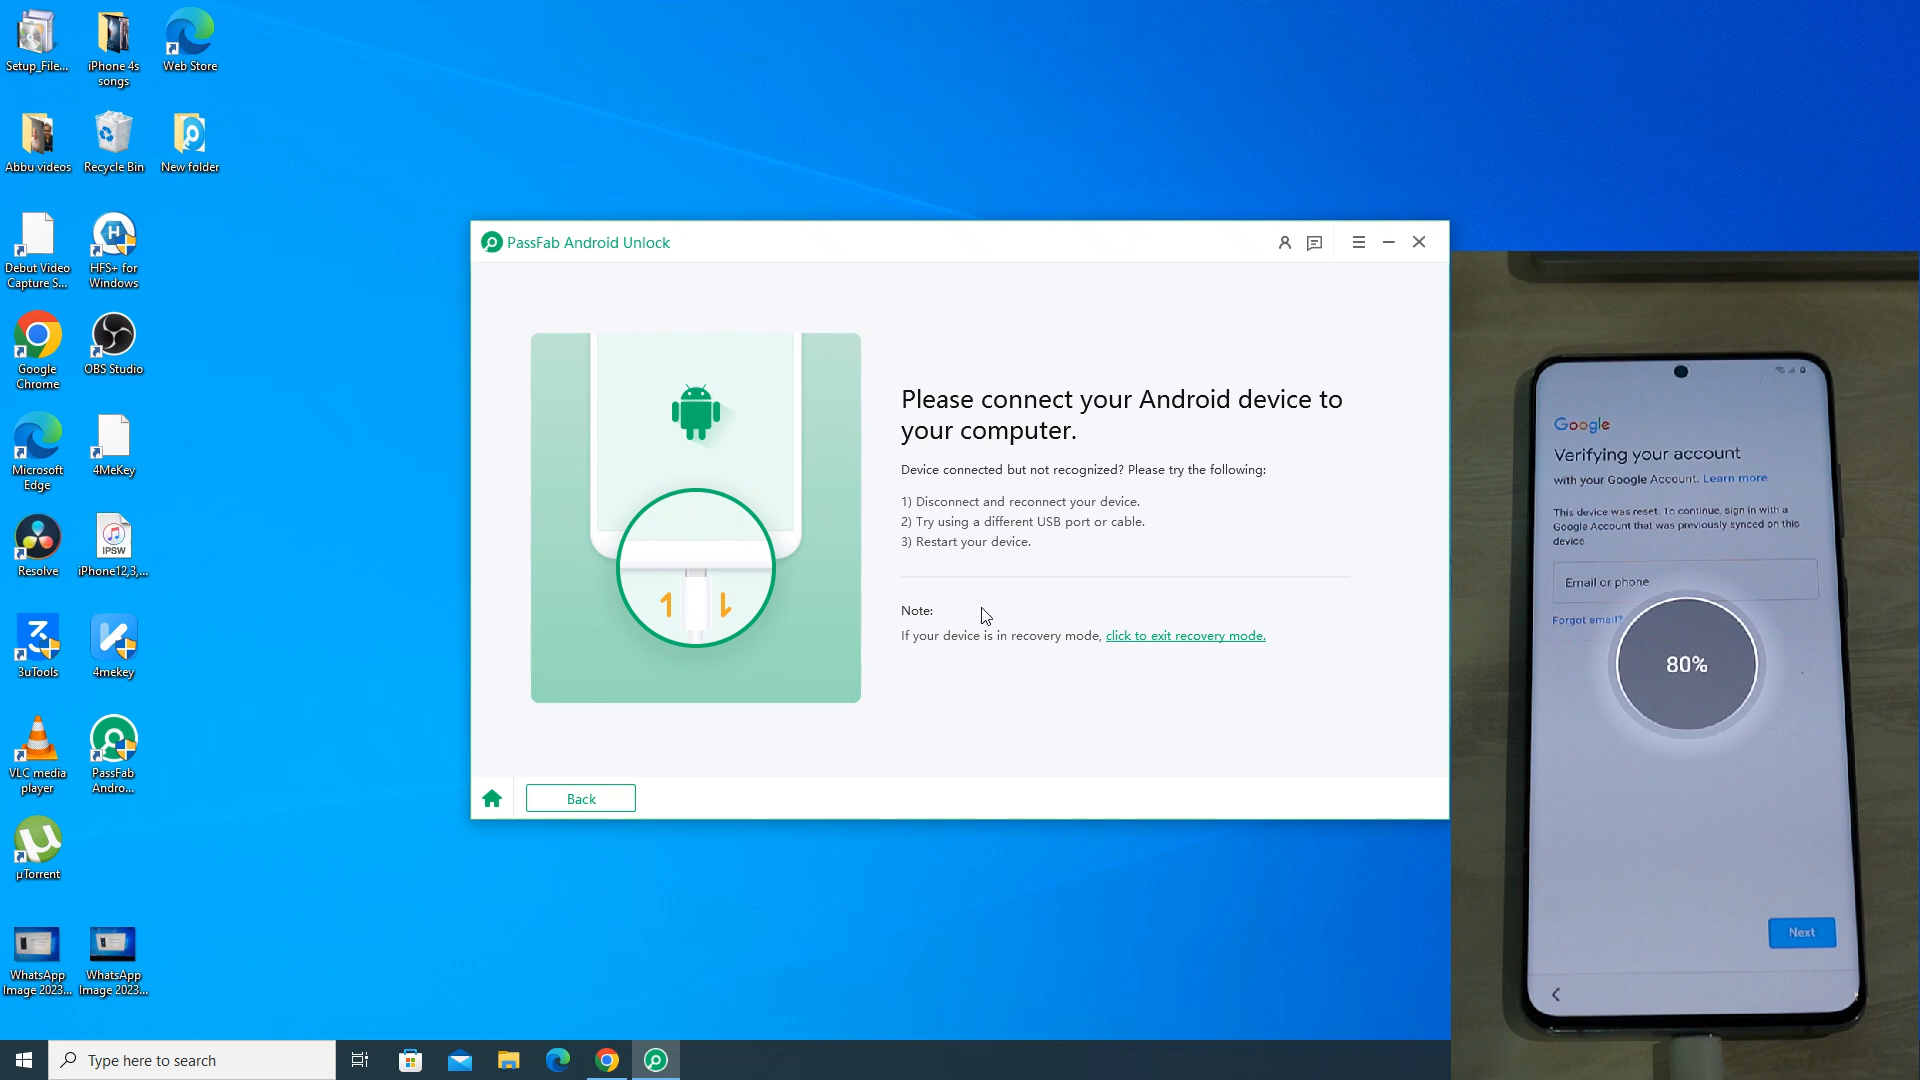 Setup_File...
iPhone 4s
songs
Web Store
Abbu videos
Recycle Bin
New folder
Debut Video
Capture S...
HFS+ for
Windows
Google
Chrome
OBS Studio
Microsoft
Edge
4MeKey
Resolve
IPSW
iPhone12,3,...
3uTools
4mekey
VLC media
player
PassFab
Andro...
µTorrent
WhatsApp
Image 2023...
WhatsApp
Image 2023...
PassFab Android Unlock
Please connect your Android device to
your computer.
Device connected but not recognized? Please try the following:
1) Disconnect and reconnect your device.
2) Try using a different USB port or cable.
3) Restart your device.
Note:
If your device is in recovery mode, click to exit recovery mode.
Back
Google
Verifying your account
with your Google Account. Learn more
This device was reset. To continue, sign in with a
Google Account that was previously synced on this
device.
Email or phone
Forgot email?
80%
Next
Type here to search